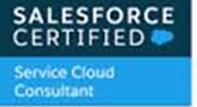 SALESFORCE
CERTIFIED
Service Cloud
Consultant